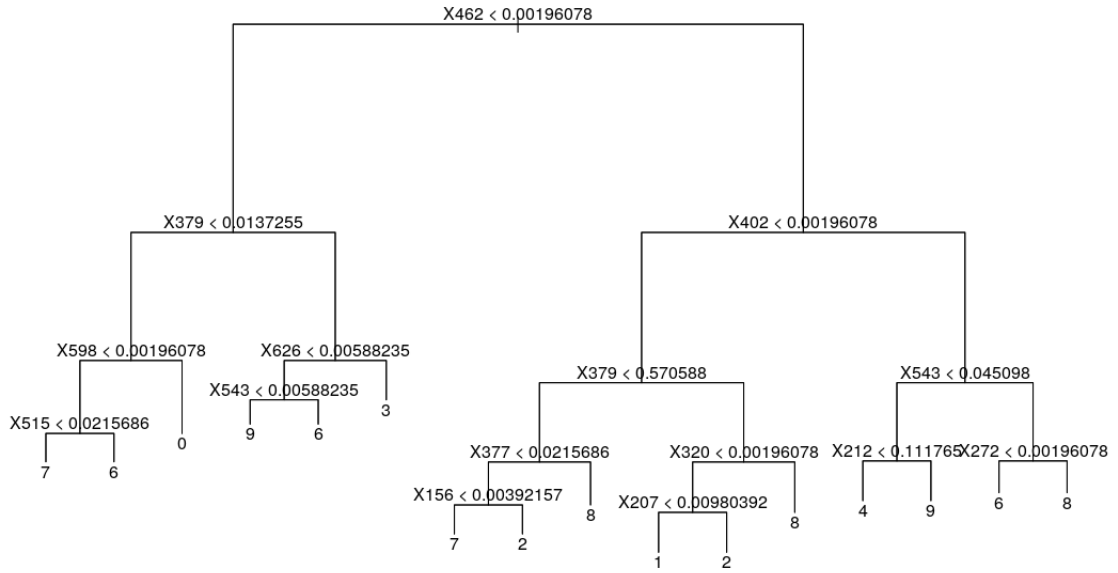 X462 < 0.00196078
X379 < 0.0137255
X402 < 0.00196078
X598 < 0.00196078
X626 < 0.00588235
X379 < 0.570588
X543 < 0.045098
X543 < 0.00588235
3
X515 < 0.0215686
9
6
0
X377 < 0.0215686
X320 < 0.00196078
X212 < 0.111765
X272 < 0.00196078
7
6
X156 < 0.00392157
8
X207 < 0.00980392
8
4
9
6
8
7
2
1
2